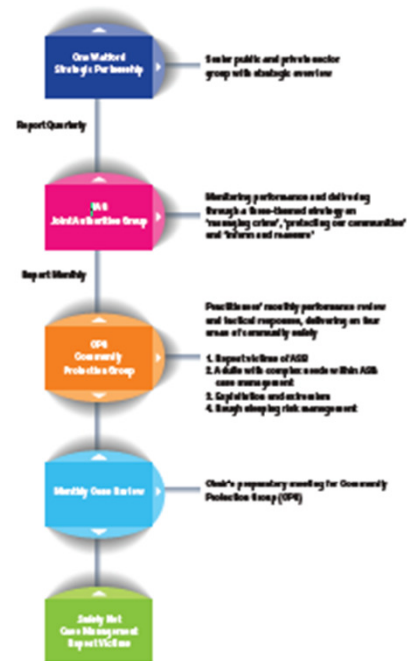 One Watford
Strategic Partnership
Senior public and private sector
group with strategic overview
Report Quarterly
JAG
Joint Authorities Group
Monitoring performance and delivering
through a three-themed strategy on
'managing crime', 'protecting our communities'
and 'inform and reassure'
Report Monthly
CPG
Community
Protection Group
Practitioners' monthly performance review
and tactical responses, delivering on four
areas of community safety
1. Repeat victims of ASB
2. Adults with complex needs within ASB
case management
3. Exploitation and extremism
4. Rough sleeping risk management
Monthly Case Review
Chair's preparatory meeting for Community
Protection Group (CPG)
Safety Net
Case Management
Repeat Victims